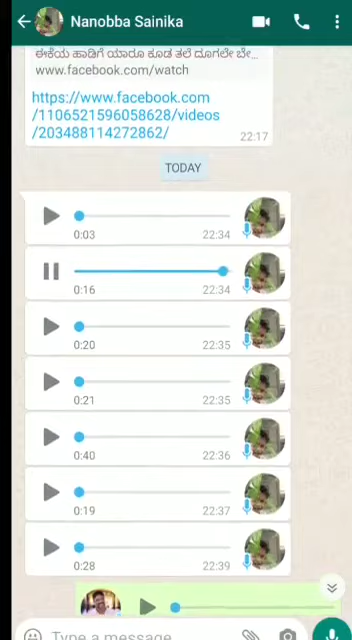 Nanobba Sainika
ಈಕೆಯ ಹಾಡಿಗೆ ಯಾರೂ ಕೂಡ ತಲೆ ದೂಗಲೇ ಬೇ...
www.facebook.com/watch
https://www.facebook.com
/1106521596058628/videos
/203488114272862/
22:17
TODAY
0:03 22:34
0:16 22:34
0:20 22:35
0:21 22:35
0:40 22:36
0:19 22:37
0:28 22:39
Type a message